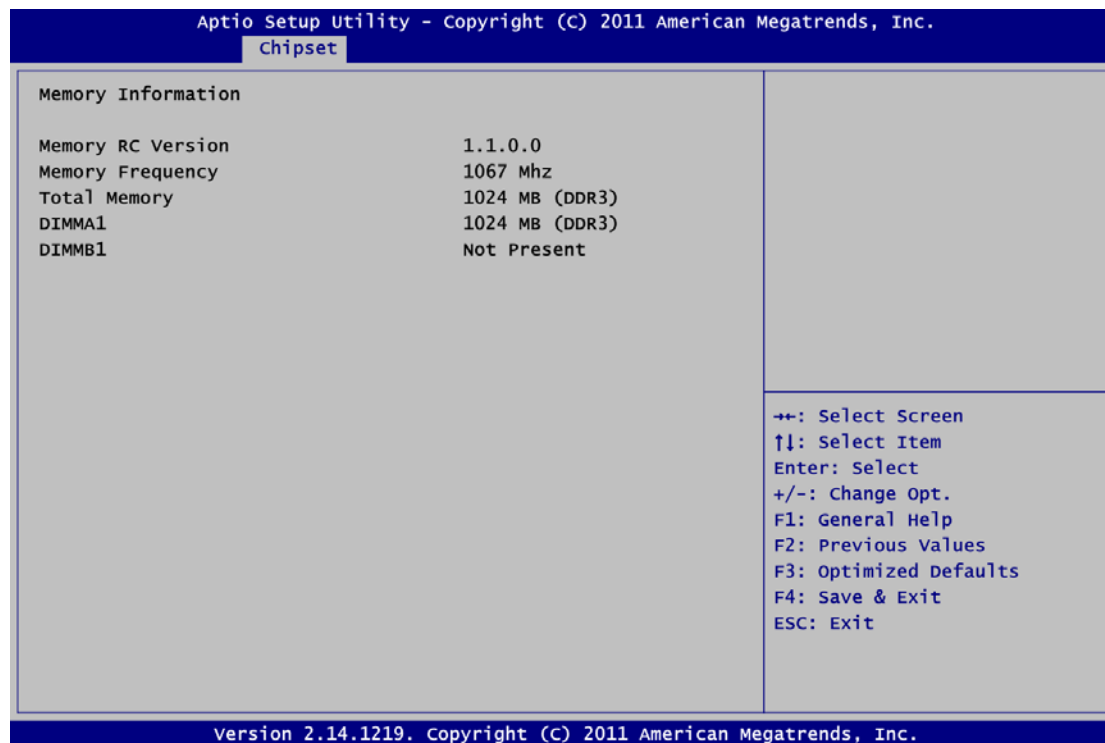 Aptio Setup Utility - Copyright (C) 2011 American Megatrends, Inc.
Chipset
Memory Information
Memory RC Version 1.1.0.0
Memory Frequency 1067 Mhz
Total Memory 1024 MB (DDR3)
DIMMA1 1024 MB (DDR3)
DIMMB1 Not Present
→←: Select Screen
↑↓: Select Item
Enter: Select
+/-: Change Opt.
F1: General Help
F2: Previous Values
F3: Optimized Defaults
F4: Save & Exit
ESC: Exit
Version 2.14.1219. Copyright (C) 2011 American Megatrends, Inc.